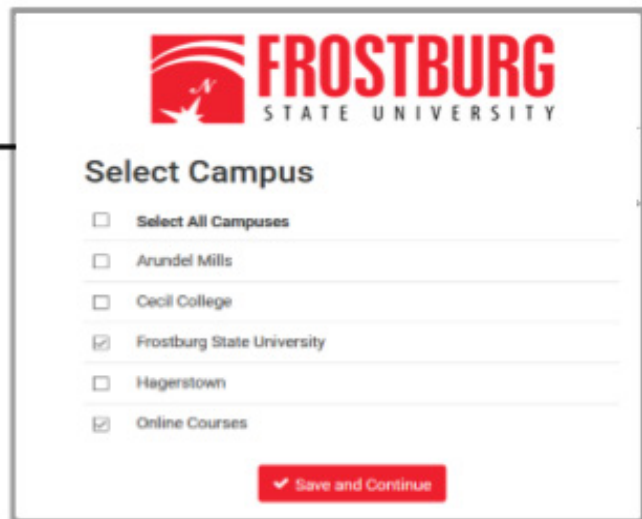 FROSTBURG
STATE UNIVERSITY
Select Campus
Select All Campuses
Arundel Mills
Cecil College
Frostburg State University
Hagerstown
Online Courses
Save and Continue